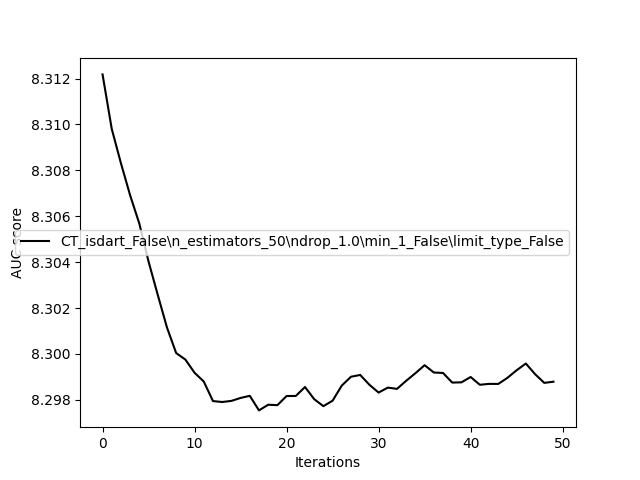 8.312
8.310
8.308
8.306
8.304
8.302
8.300
8.298
AUC score
CT_isdart_False\n_estimators_50\ndrop_1.0\min_1_False\limit_type_False
0 10 20 30 40 50
Iterations